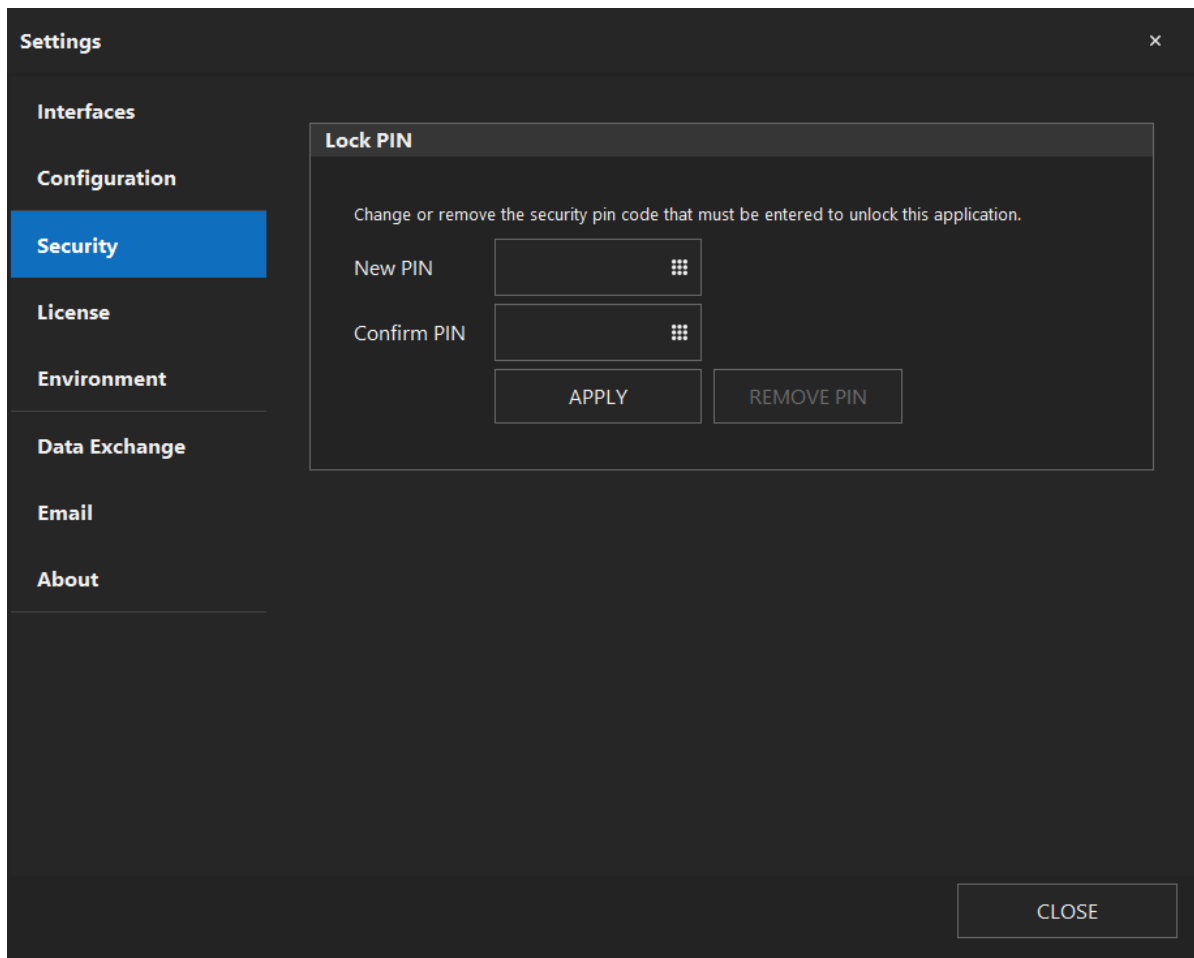 Settings
Interfaces
Configuration
Security
License
Environment
Data Exchange
Email
About
Lock PIN
Change or remove the security pin code that must be entered to unlock this application.
New PIN
Confirm PIN
APPLY
REMOVE PIN
CLOSE